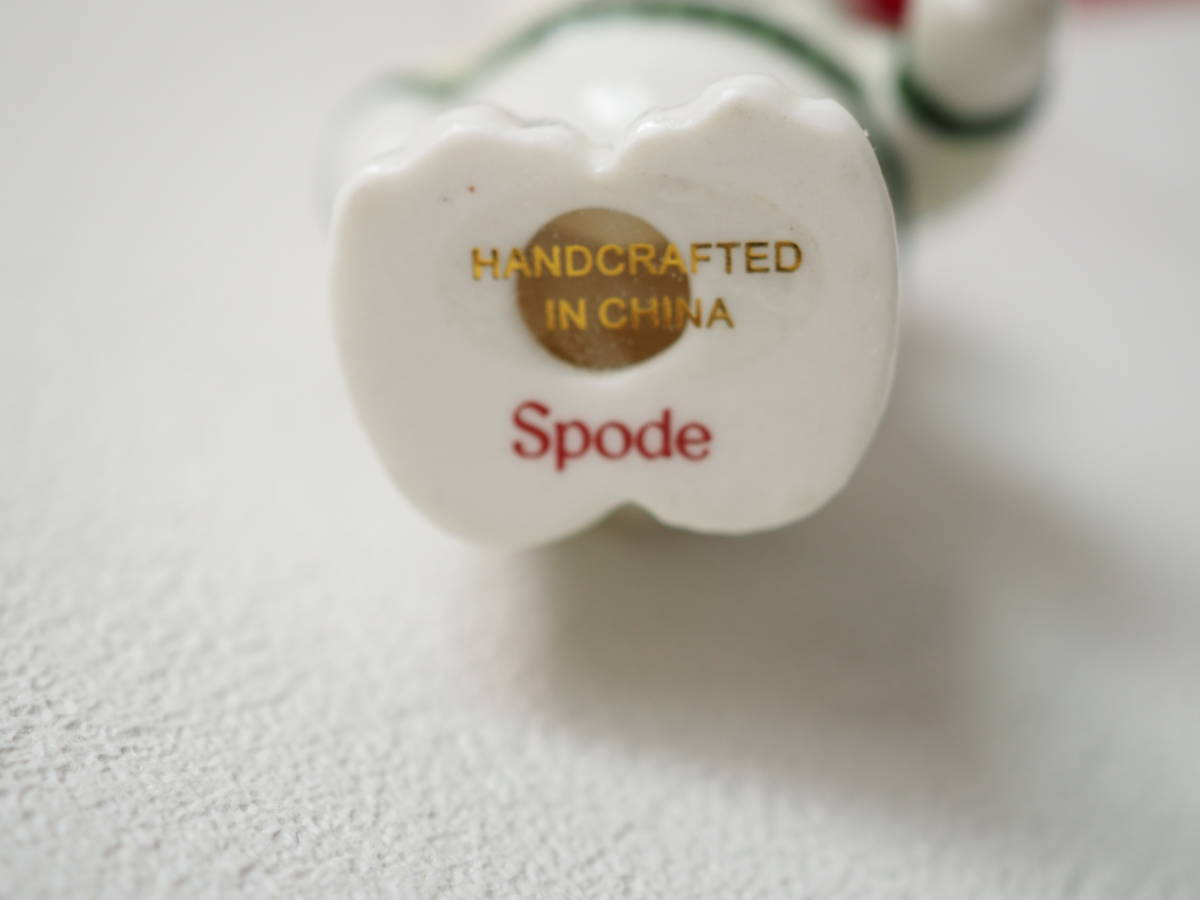 HANDCRAFTED
IN CHINA
Spode